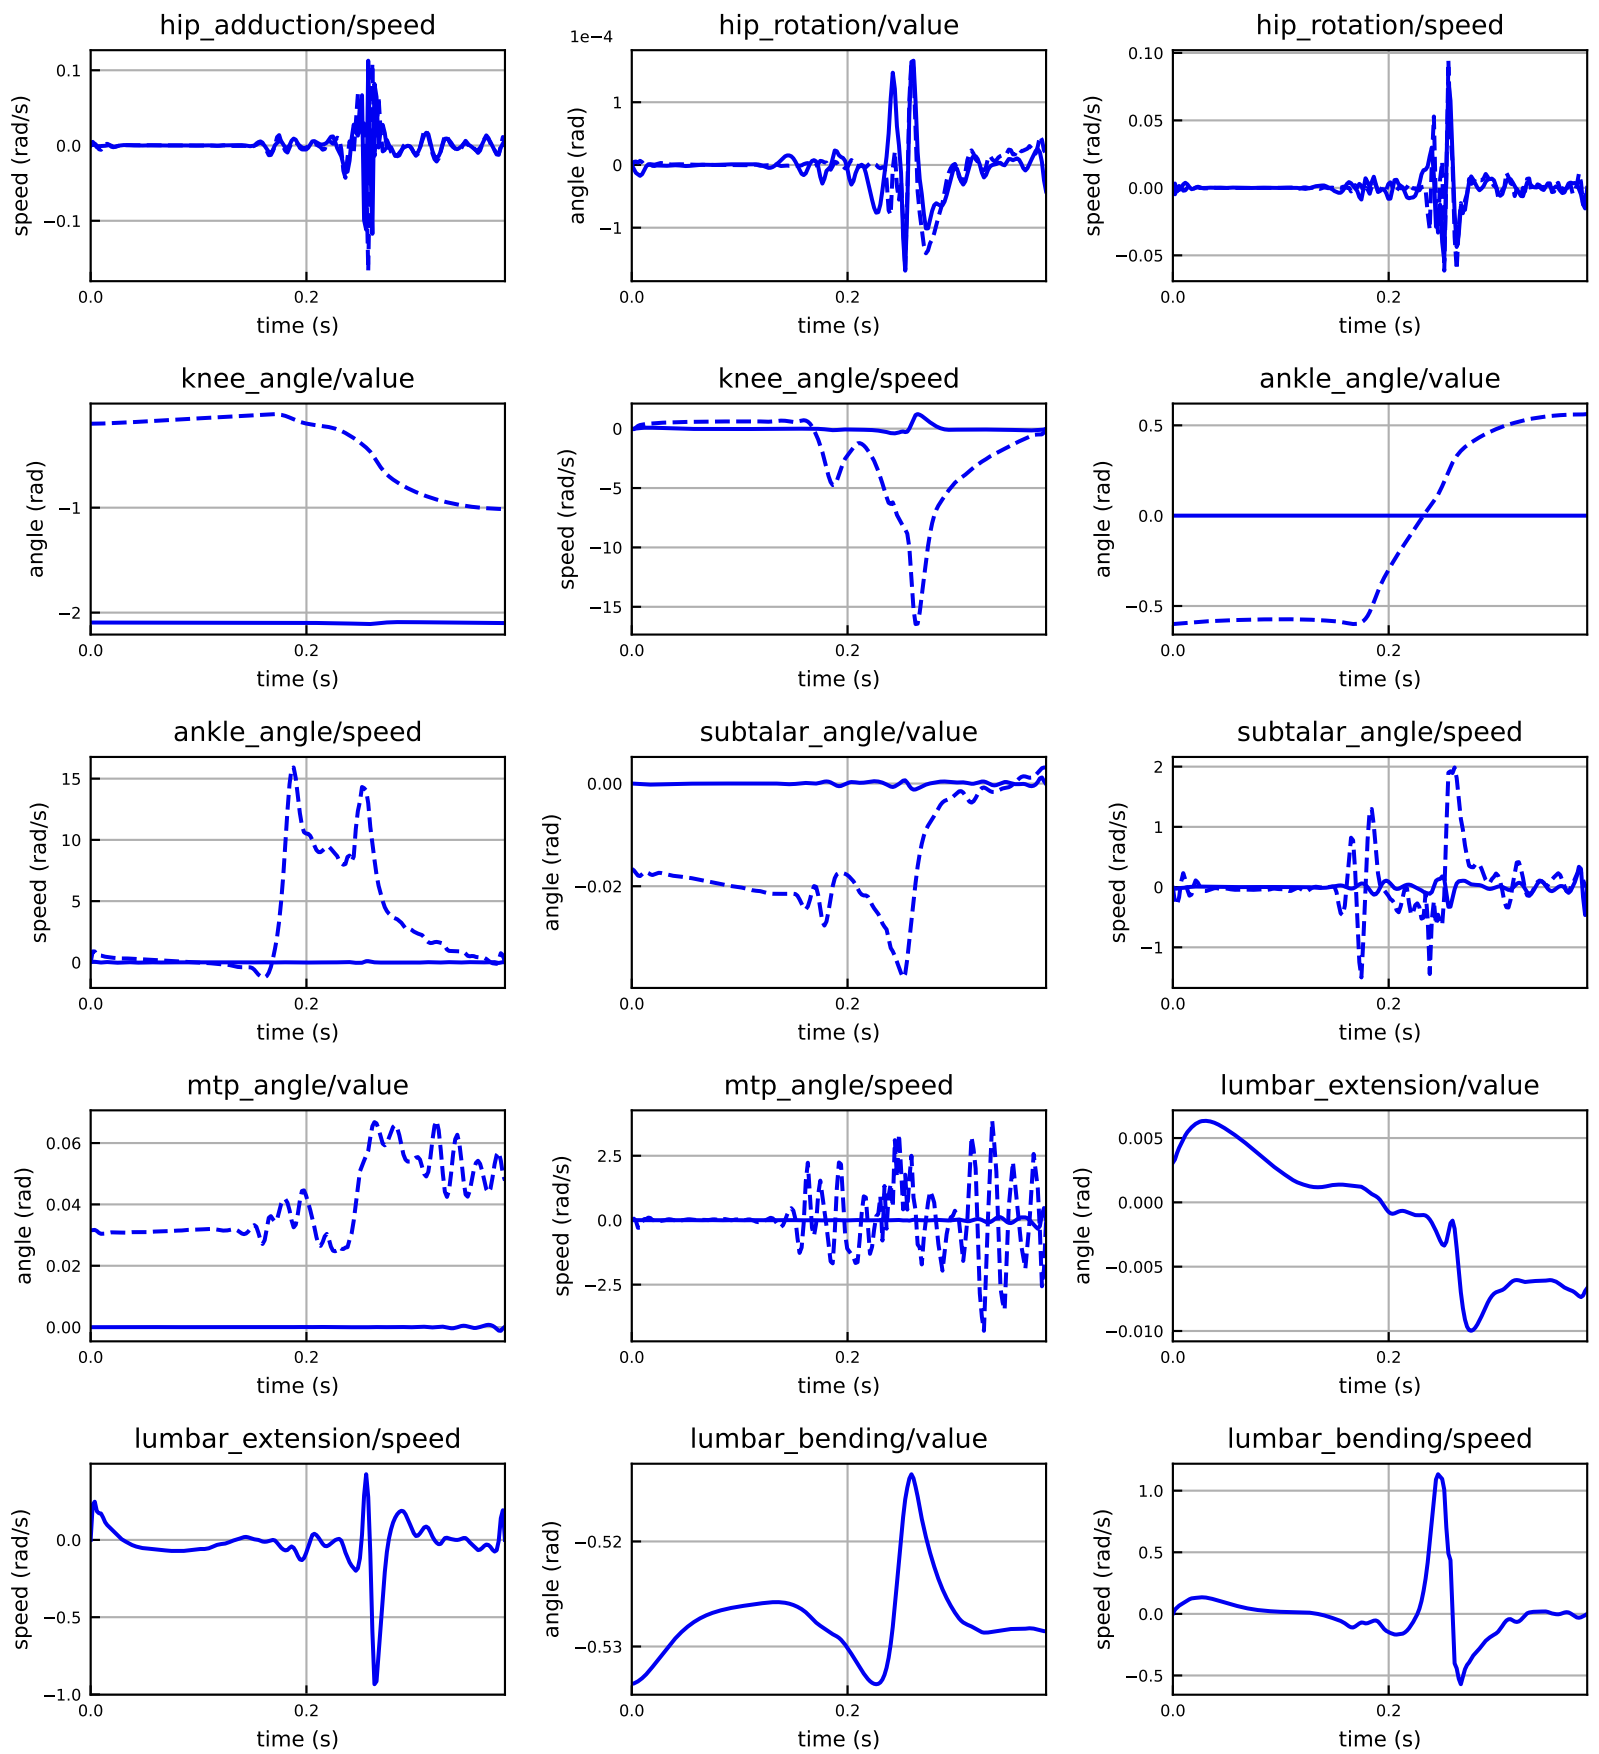 hip_adduction/speed
speed (rad/s)
0.1
0.0
−0.1
0.0
0.2
time (s)
hip_rotation/value
1e−4
angle (rad)
1
0
−1
0.0
0.2
time (s)
hip_rotation/speed
speed (rad/s)
0.10
0.05
0.00
−0.05
0.0
0.2
time (s)
knee_angle/value
angle (rad)
−1
−2
0.0
0.2
time (s)
knee_angle/speed
speed (rad/s)
0
−5
−10
−15
0.0
0.2
time (s)
ankle_angle/value
angle (rad)
0.5
0.0
−0.5
0.0
0.2
time (s)
ankle_angle/speed
speed (rad/s)
15
10
5
0
0.0
0.2
time (s)
subtalar_angle/value
angle (rad)
0.00
−0.02
0.0
0.2
time (s)
subtalar_angle/speed
speed (rad/s)
2
1
0
−1
0.0
0.2
time (s)
mtp_angle/value
angle (rad)
0.06
0.04
0.02
0.00
0.0
0.2
time (s)
mtp_angle/speed
speed (rad/s)
2.5
0.0
−2.5
0.0
0.2
time (s)
lumbar_extension/value
angle (rad)
0.005
0.000
−0.005
−0.010
0.0
0.2
time (s)
lumbar_extension/speed
speed (rad/s)
0.0
−0.5
−1.0
0.0
0.2
time (s)
lumbar_bending/value
angle (rad)
−0.52
−0.53
0.0
0.2
time (s)
lumbar_bending/speed
speed (rad/s)
1.0
0.5
0.0
−0.5
0.0
0.2
time (s)